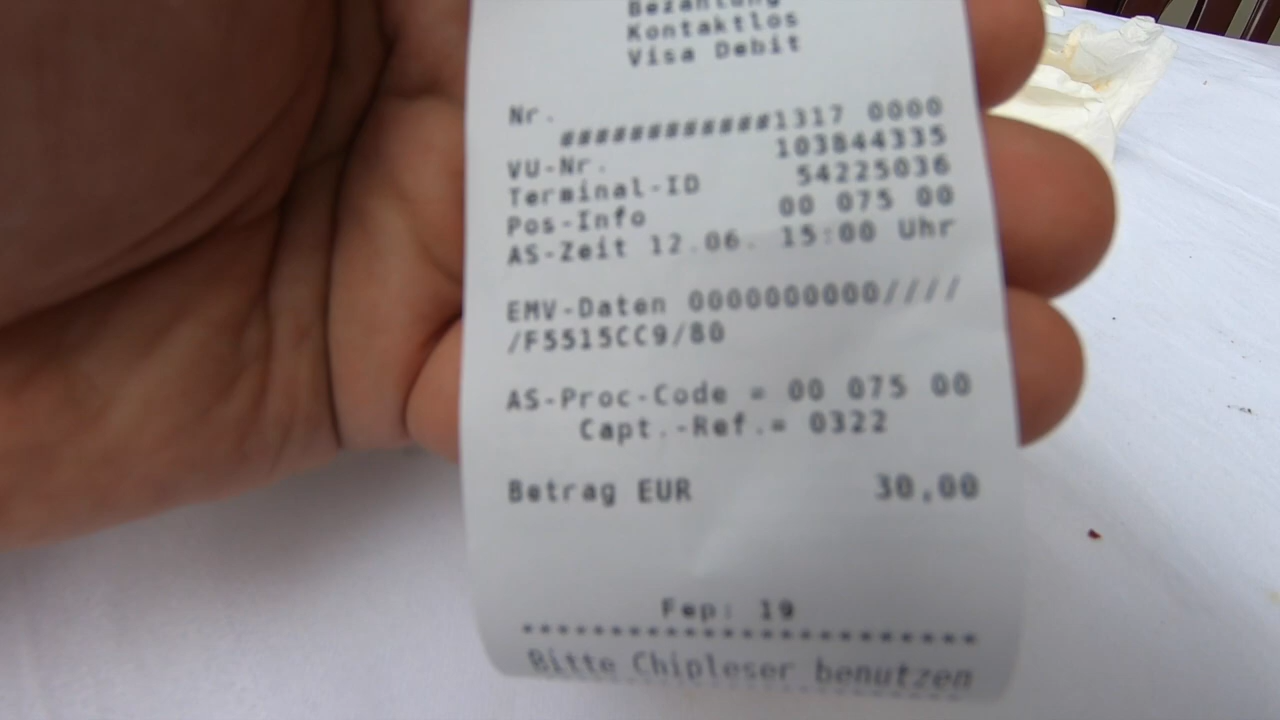 Bezahlung
Kontaktlos
Visa Debit
Nr.
############1317 0000
VU-Nr. 103844335
Terminal-ID 54225036
Pos-Info 00 075 00
AS-Zeit 12.06. 15:00 Uhr
EMV-Daten 0000000000////
/F5515CC9/80
AS-Proc-Code = 00 075 00
Capt.-Ref.= 0322
Betrag EUR 30,00
Fep: 19
*************************
Bitte Chipleser benutzen